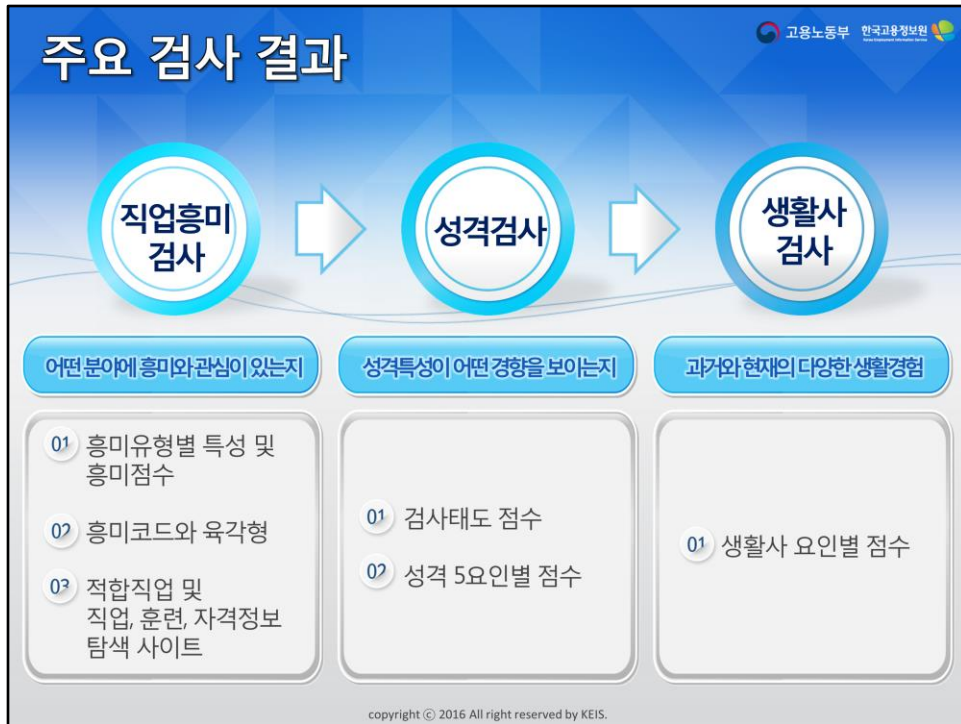 주요 검사 결과
고용노동부 한국고용정보원
Korea Employment Information Service
직업흥미
검사
성격검사
생활사
검사
어떤 분야에 흥미와 관심이 있는지
성격특성이 어떤 경향을 보이는지
과거와 현재의 다양한 생활경험
01 흥미유형별 특성 및
흥미점수
02 흥미코드와 육각형
03 적합직업 및
직업, 훈련, 자격정보
탐색 사이트
01 검사태도 점수
02 성격 5요인별 점수
01 생활사 요인별 점수
copyright ⓒ 2016 All right reserved by KEIS.